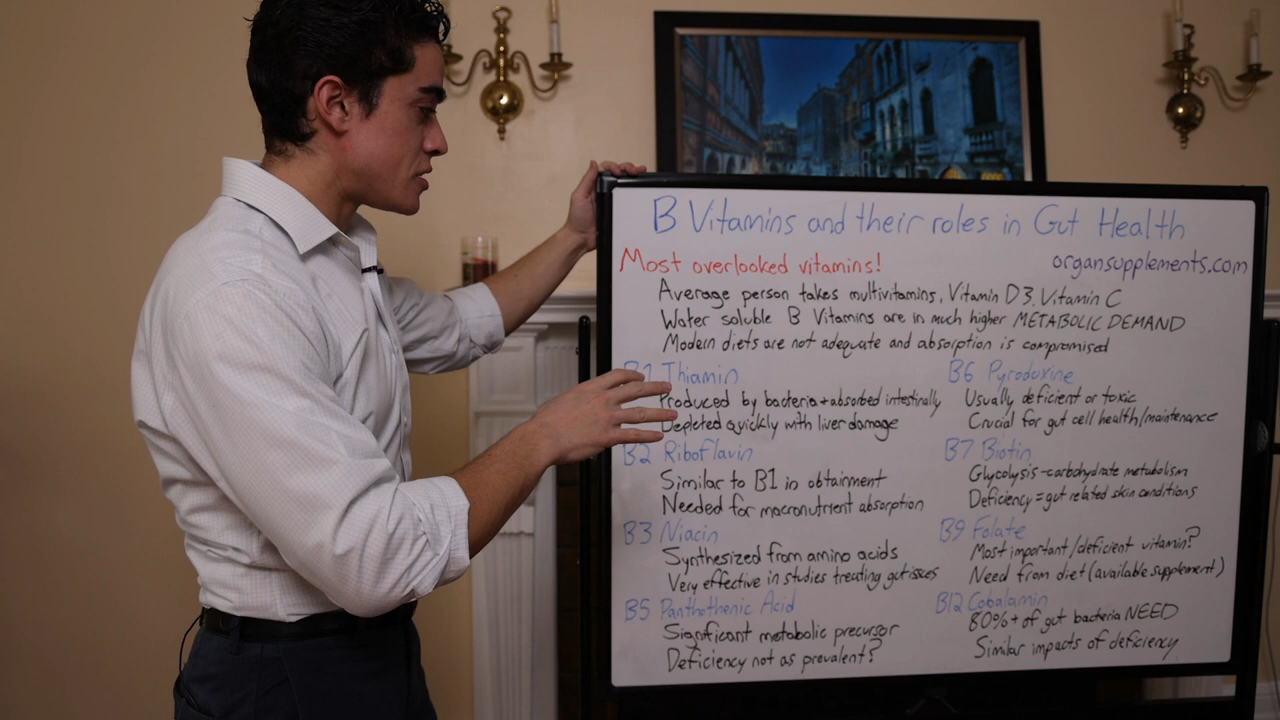 B Vitamins and their roles in Gut Health
Most overlooked vitamins!
organsupplements.com
Average person takes multivitamins, Vitamin D3, Vitamin C
Water soluble B Vitamins are in much higher METABOLIC DEMAND
Modern diets are not adequate and absorption is compromised
B1 Thiamin
Produced by bacteria + absorbed intestinally
Depleted quickly with liver damage
B2 Riboflavin
Similar to B1 in obtainment
Needed for macronutrient absorption
B3 Niacin
Synthesized from amino acids
Very effective in studies treating gut issues
B5 Panthothenic Acid
Significant metabolic precursor
Deficiency not as prevalent?
B6 Pyrodoxine
Usually deficient or toxic
Crucial for gut cell health/maintenance
B7 Biotin
Glycolysis - carbohydrate metabolism
Deficiency = gut related skin conditions
B9 Folate
Most important/deficient vitamin?
Need from diet (available supplement)
B12 Cobalamin
80%+ of gut bacteria NEED
Similar impacts of deficiency